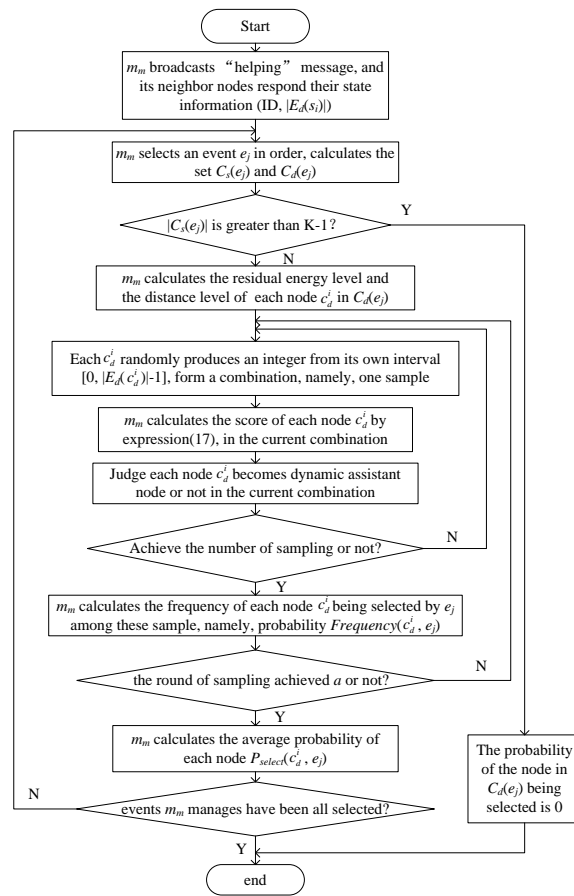 Start
m_m broadcasts “helping” message, and
its neighbor nodes respond their state
information (ID, |E_d(s_i)|)
m_m selects an event e_j in order, calculates the
set C_s(e_j) and C_d(e_j)
|C_s(e_j)| is greater than K-1?
Y
N
m_m calculates the residual energy level and
the distance level of each node c_d^i in C_d(e_j)
Each c_d^i randomly produces an integer from its own interval
[0, |E_d(c_d^i)|-1], form a combination, namely, one sample
m_m calculates the score of each node c_d^i by
expression(17), in the current combination
Judge each node c_d^i becomes dynamic assistant
node or not in the current combination
Achieve the number of sampling or not?
N
Y
m_m calculates the frequency of each node c_d^i being selected by e_j
among these sample, namely, probability Frequency(c_d^i, e_j)
the round of sampling achieved a or not?
N
Y
m_m calculates the average probability of
each node P_select(c_d^i, e_j)
The probability
of the node in
C_d(e_j) being
selected is 0
N
events m_m manages have been all selected?
Y
end